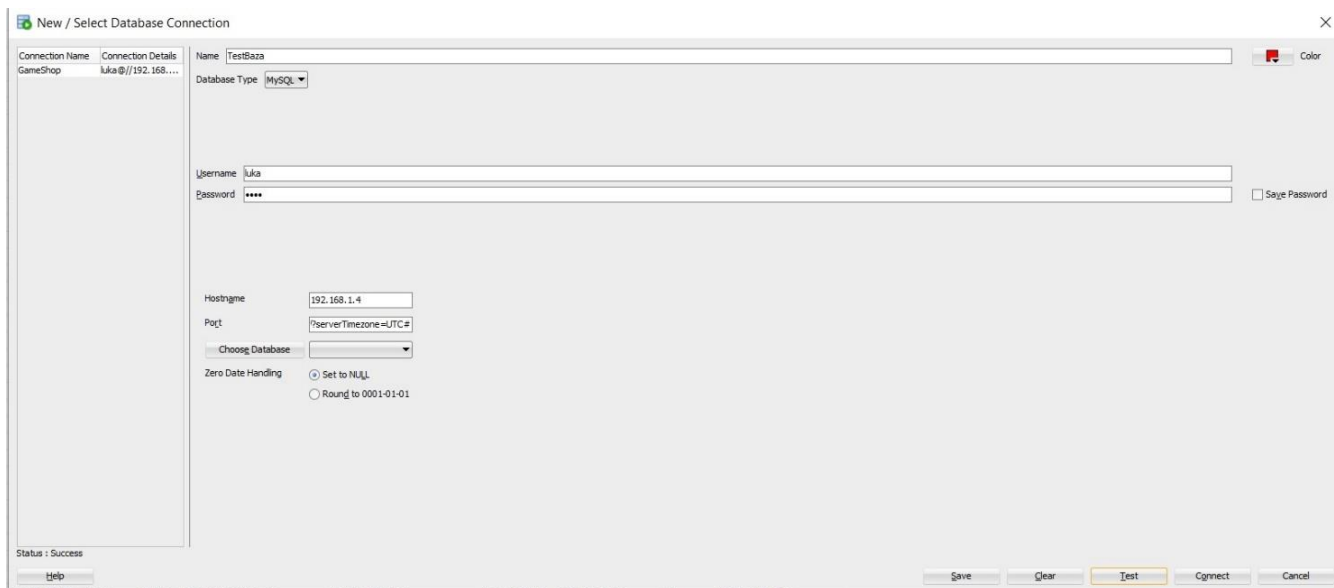 New / Select Database Connection
Connection Name Connection Details
GameShop luka@//192.168....
Name TestBaza
Color
Database Type MySQL
Username luka
Password ••••
Save Password
Hostname 192.168.1.4
Port ?serverTimezone=UTC#
Choose Database
Zero Date Handling Set to NULL
Round to 0001-01-01
Status : Success
Help Save Clear Test Connect Cancel